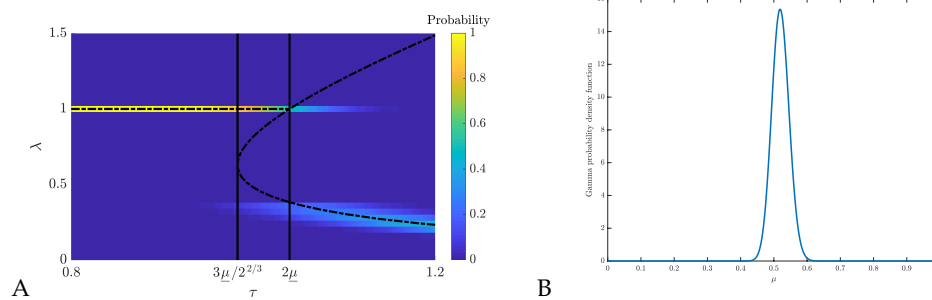 Probability
1.5
1
0.5
0
λ
0.8
3μ/2^{2/3}
2μ
1.2
τ
1
0.8
0.6
0.4
0.2
0
A
Gamma probability density function
14
12
10
8
6
4
2
0
0 0.1 0.2 0.3 0.4 0.5 0.6 0.7 0.8 0.9
μ
B